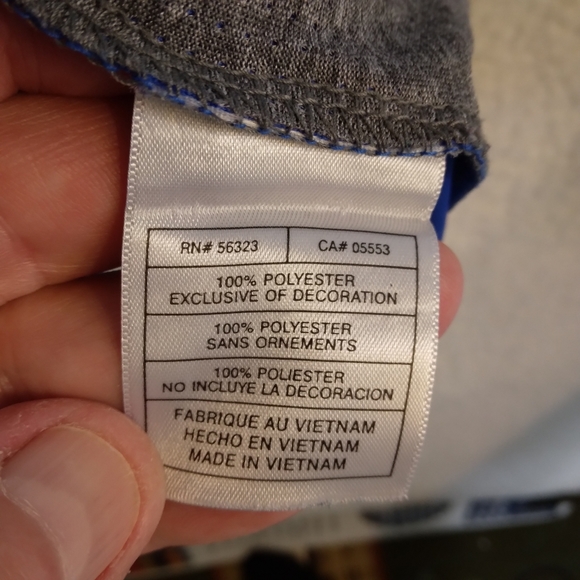 RN# 56323
CA# 05553
100% POLYESTER
EXCLUSIVE OF DECORATION
100% POLYESTER
SANS ORNEMENTS
100% POLIESTER
NO INCLUYE LA DECORACION
FABRIQUE AU VIETNAM
HECHO EN VIETNAM
MADE IN VIETNAM